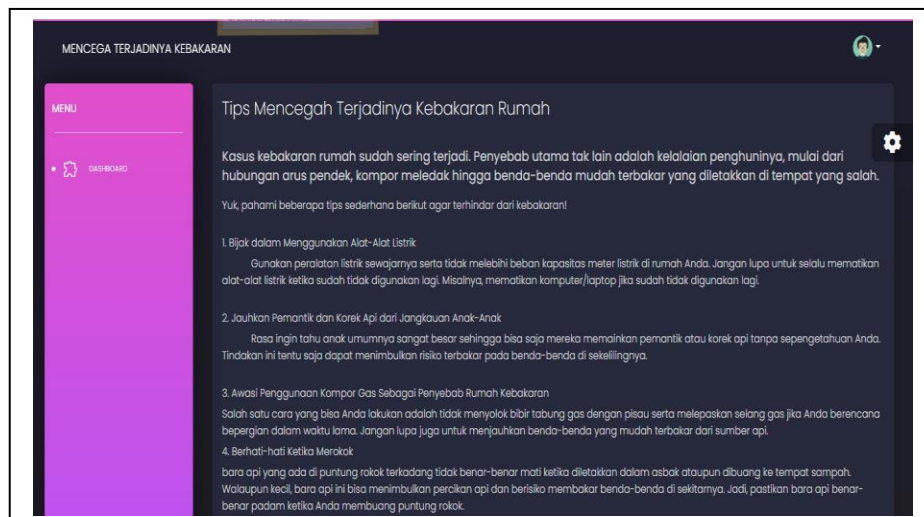 MENCEGA TERJADINYA KEBAKARAN
MENU
DASHBOARD
Tips Mencegah Terjadinya Kebakaran Rumah
Kasus kebakaran rumah sudah sering terjadi. Penyebab utama tak lain adalah kelalaian penghuninya, mulai dari
hubungan arus pendek, kompor meledak hingga benda-benda mudah terbakar yang diletakkan di tempat yang salah.
Yuk, pahami beberapa tips sederhana berikut agar terhindar dari kebakaran!
1. Bijak dalam Menggunakan Alat-Alat Listrik
Gunakan peralatan listrik sewajarnya serta tidak melebihi beban kapasitas meter listrik di rumah Anda. Jangan lupa untuk selalu mematikan
alat-alat listrik ketika sudah tidak digunakan lagi. Misalnya, mematikan komputer/laptop jika sudah tidak digunakan lagi.
2. Jauhkan Pemantik dan Korek Api dari Jangkauan Anak-Anak
Rasa ingin tahu anak umumnya sangat besar sehingga bisa saja mereka memainkan pemantik atau korek api tanpa sepengetahuan Anda.
Tindakan ini tentu saja dapat menimbulkan risiko terbakar pada benda-benda di sekelilingnya.
3. Awasi Penggunaan Kompor Gas Sebagai Penyebab Rumah Kebakaran
Salah satu cara yang bisa Anda lakukan adalah tidak menyolok bibir tabung gas dengan pisau serta melepaskan selang gas jika Anda berencana
bepergian dalam waktu lama. Jangan lupa juga untuk menjauhkan benda-benda yang mudah terbakar dari sumber api.
4. Berhati-hati Ketika Merokok
bara api yang ada di puntung rokok terkadang tidak benar-benar mati ketika diletakkan dalam asbak ataupun dibuang ke tempat sampah.
Walaupun kecil, bara api ini bisa menimbulkan percikan api dan berisiko membakar benda-benda di sekitarnya. Jadi, pastikan bara api benar-
benar padam ketika Anda membuang puntung rokok.